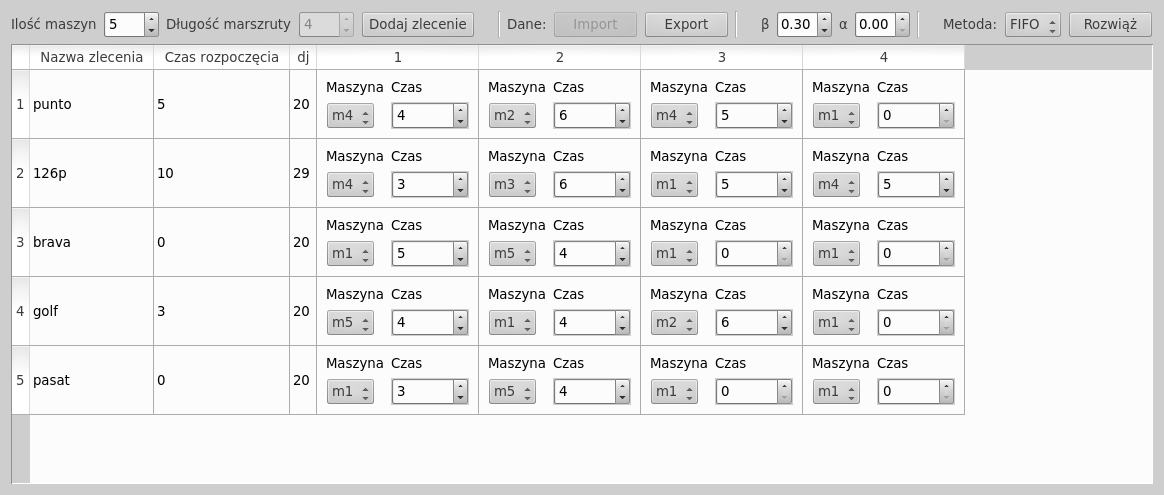 Ilość maszyn 5 Długość marszruty 4 Dodaj zlecenie Dane: Import Export β 0.30 α 0.00 Metoda: FIFO Rozwiąż
Nazwa zlecenia Czas rozpoczęcia dj 1 2 3 4
Maszyna Czas Maszyna Czas Maszyna Czas Maszyna Czas
1 punto 5 20 m4 4 m2 6 m4 5 m1 0
Maszyna Czas Maszyna Czas Maszyna Czas Maszyna Czas
2 126p 10 29 m4 3 m3 6 m1 5 m4 5
Maszyna Czas Maszyna Czas Maszyna Czas Maszyna Czas
3 brava 0 20 m1 5 m5 4 m1 0 m1 0
Maszyna Czas Maszyna Czas Maszyna Czas Maszyna Czas
4 golf 3 20 m5 4 m1 4 m2 6 m1 0
Maszyna Czas Maszyna Czas Maszyna Czas Maszyna Czas
5 pasat 0 20 m1 3 m5 4 m1 0 m1 0